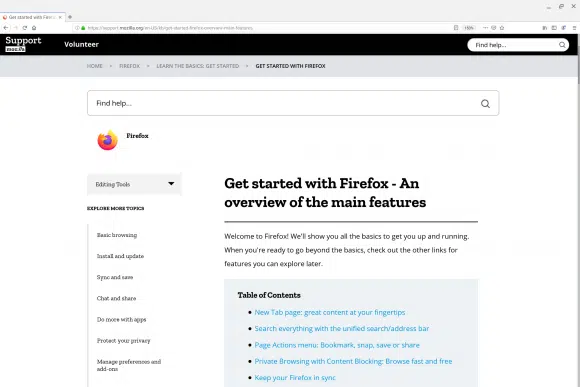 Get started with Firefox
https://support.mozilla.org/en-US/kb/get-started-firefox-overview-main-features
150%
Support
moz://a
Volunteer
Find help...
HOME
FIREFOX
LEARN THE BASICS: GET STARTED
GET STARTED WITH FIREFOX
Find help...
Firefox
Editing Tools
EXPLORE MORE TOPICS
Basic browsing
Install and update
Sync and save
Chat and share
Do more with apps
Protect your privacy
Manage preferences and
add-ons
Get started with Firefox - An
overview of the main features
Welcome to Firefox! We'll show you all the basics to get you up and running.
When you're ready to go beyond the basics, check out the other links for
features you can explore later.
Table of Contents
New Tab page: great content at your fingertips
Search everything with the unified search/address bar
Page Actions menu: Bookmark, snap, save or share
Private Browsing with Content Blocking: Browse fast and free
Keep your Firefox in sync